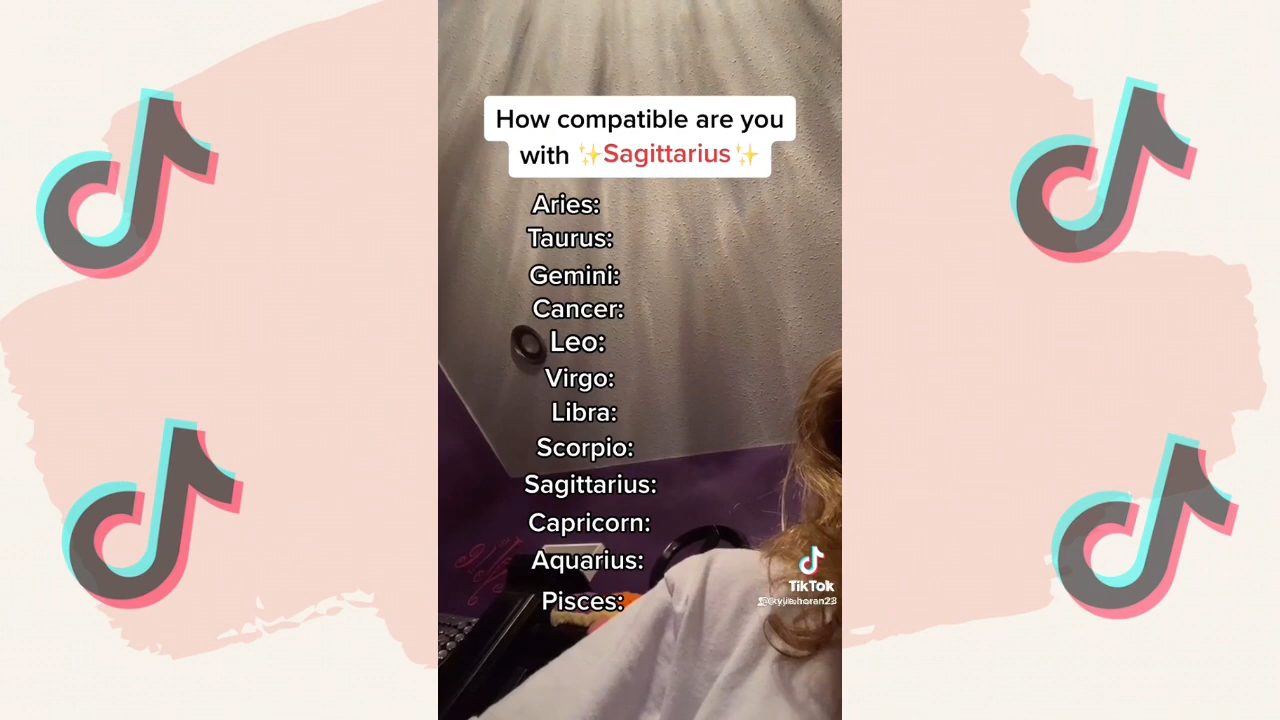 How compatible are you
with ✨Sagittarius✨
Aries:
Taurus:
Gemini:
Cancer:
Leo:
Virgo:
Libra:
Scorpio:
Sagittarius:
Capricorn:
Aquarius:
Pisces:
TikTok